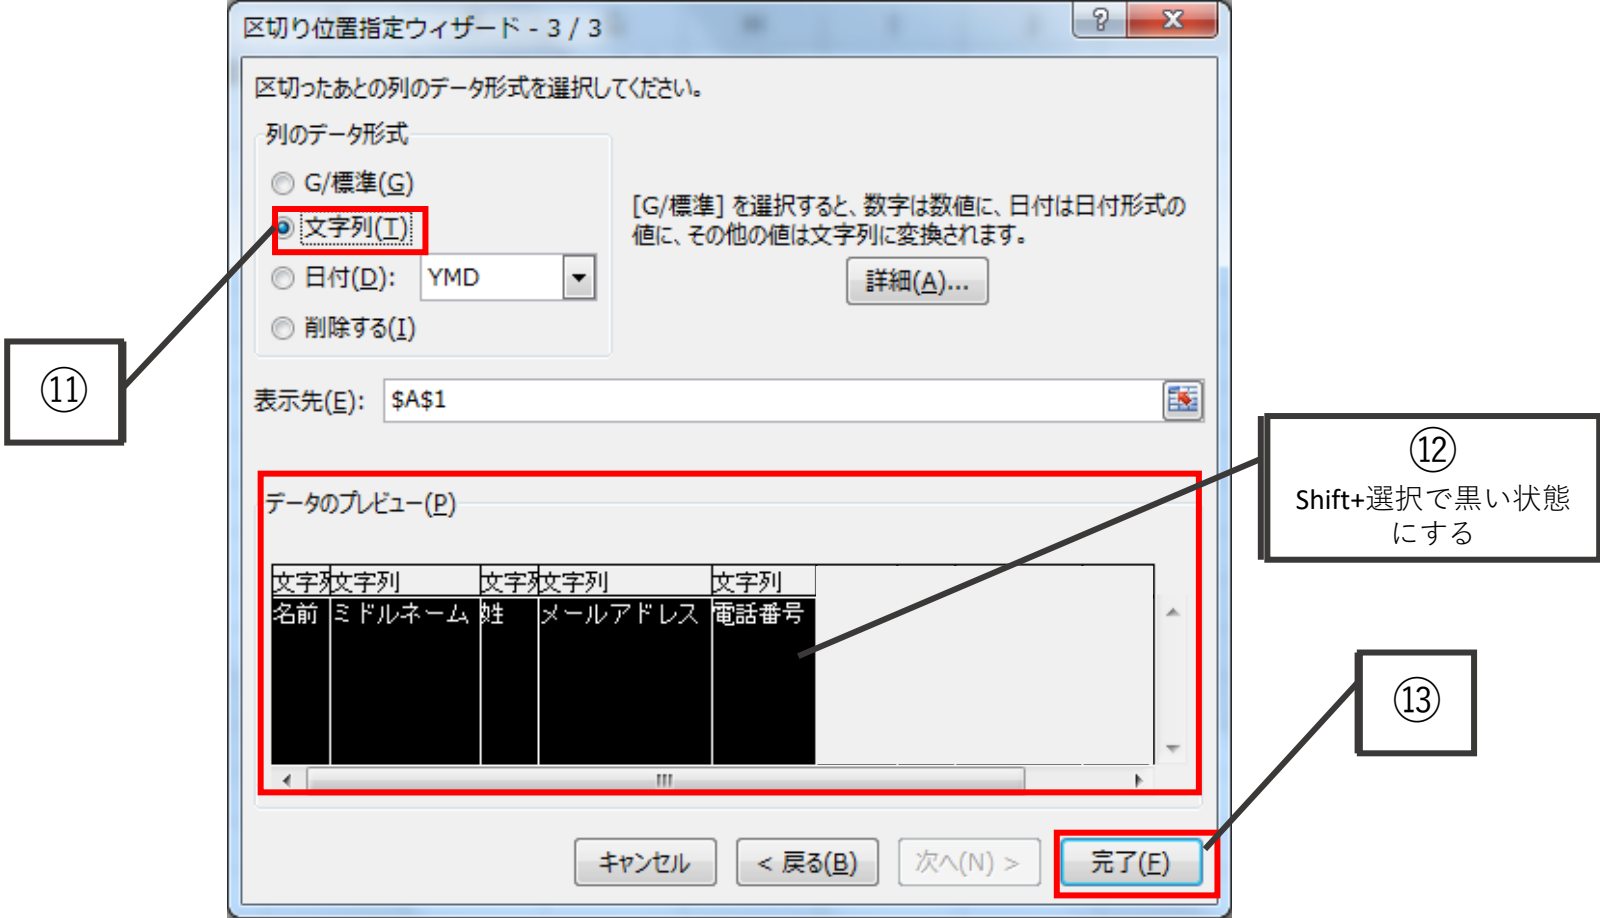 区切り位置指定ウィザード - 3 / 3
区切ったあとの列のデータ形式を選択してください。
列のデータ形式
G/標準(G)
文字列(T)
日付(D): YMD
削除する(I)
[G/標準] を選択すると、数字は数値に、日付は日付形式の
値に、その他の値は文字列に変換されます。
詳細(A)...
⑪
表示先(E): $A$1
⑫
Shift+選択で黒い状態
にする
データのプレビュー(P)
文字列 文字列 文字列 文字列 文字列
名前 ミドルネーム 姓 メールアドレス 電話番号
⑬
キャンセル < 戻る(B) 次へ(N) > 完了(F)